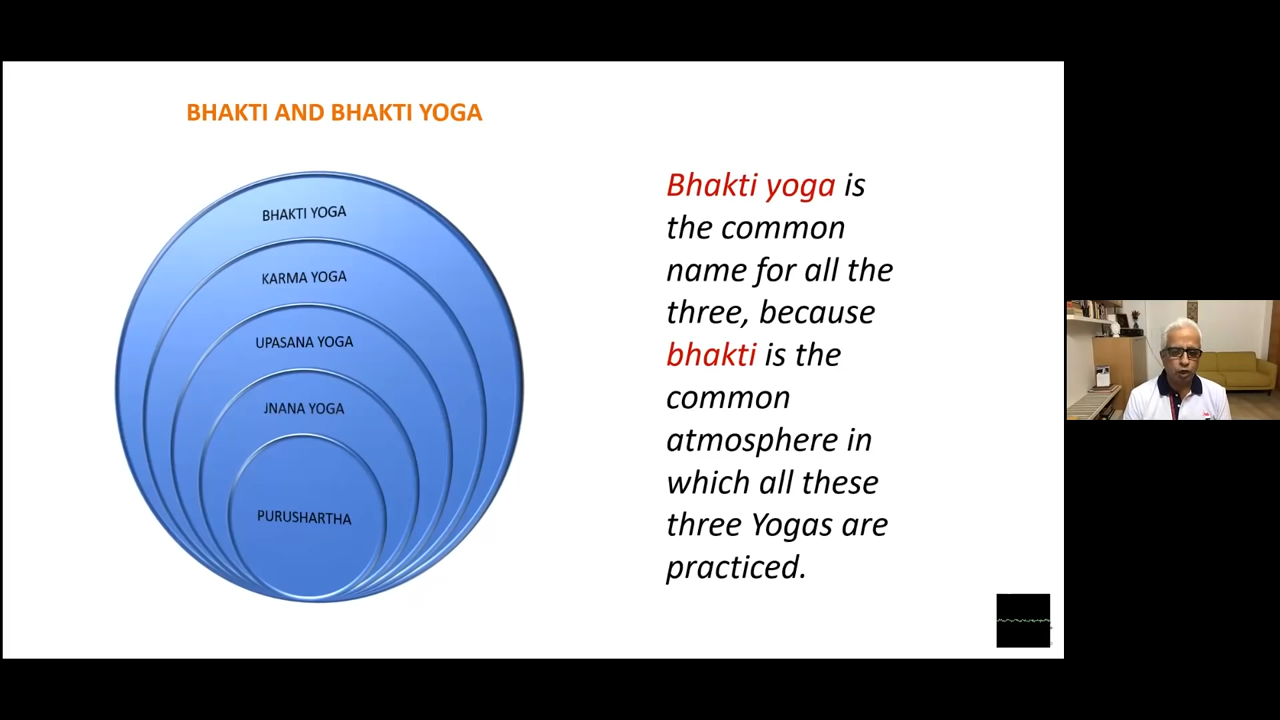 BHAKTI AND BHAKTI YOGA
BHAKTI YOGA
KARMA YOGA
UPASANA YOGA
JNANA YOGA
PURUSHARTHA
Bhakti yoga is
the common
name for all the
three, because
bhakti is the
common
atmosphere in
which all these
three Yogas are
practiced.